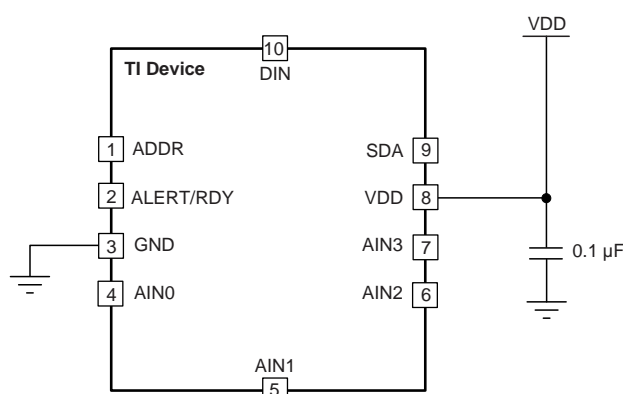 VDD
10
TI Device
DIN
1 ADDR
SDA 9
2 ALERT/RDY
VDD 8
3 GND
AIN3 7
0.1 µF
4 AIN0
AIN2 6
AIN1
5